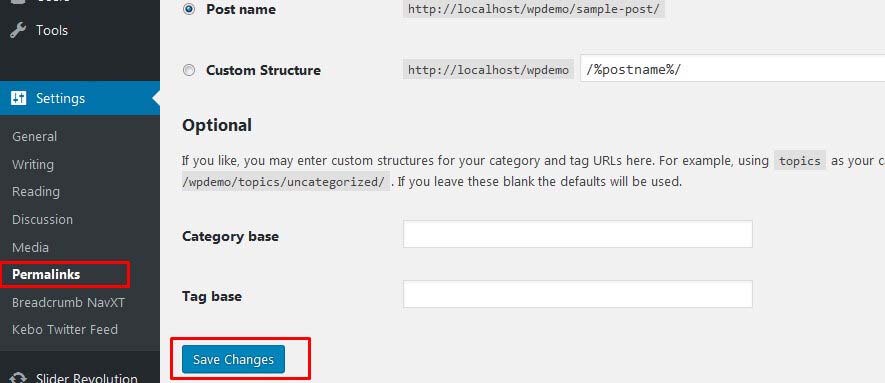 Users
Tools
Settings
General
Writing
Reading
Discussion
Media
Permalinks
Breadcrumb NavXT
Kebo Twitter Feed
Slider Revolution
Post name http://localhost/wpdemo/sample-post/
Custom Structure http://localhost/wpdemo /%postname%/
Optional
If you like, you may enter custom structures for your category and tag URLs here. For example, using topics as your
/wpdemo/topics/uncategorized/ . If you leave these blank the defaults will be used.
Category base
Tag base
Save Changes